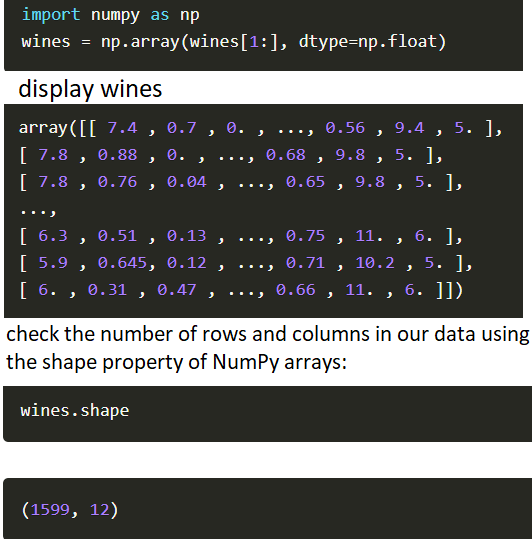 import numpy as np
wines = np.array(wines[1:], dtype=np.float)
display wines
array([[ 7.4 , 0.7 , 0. , ..., 0.56 , 9.4 , 5. ],
[ 7.8 , 0.88 , 0. , ..., 0.68 , 9.8 , 5. ],
[ 7.8 , 0.76 , 0.04 , ..., 0.65 , 9.8 , 5. ],
...,
[ 6.3 , 0.51 , 0.13 , ..., 0.75 , 11. , 6. ],
[ 5.9 , 0.645, 0.12 , ..., 0.71 , 10.2 , 5. ],
[ 6. , 0.31 , 0.47 , ..., 0.66 , 11. , 6. ]])
check the number of rows and columns in our data using
the shape property of NumPy arrays:
wines.shape
(1599, 12)